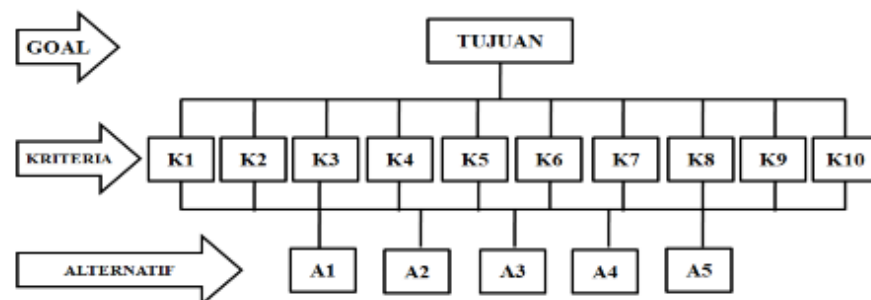 GOAL
TUJUAN
KRITERIA
K1 K2 K3 K4 K5 K6 K7 K8 K9 K10
ALTERNATIF
A1 A2 A3 A4 A5